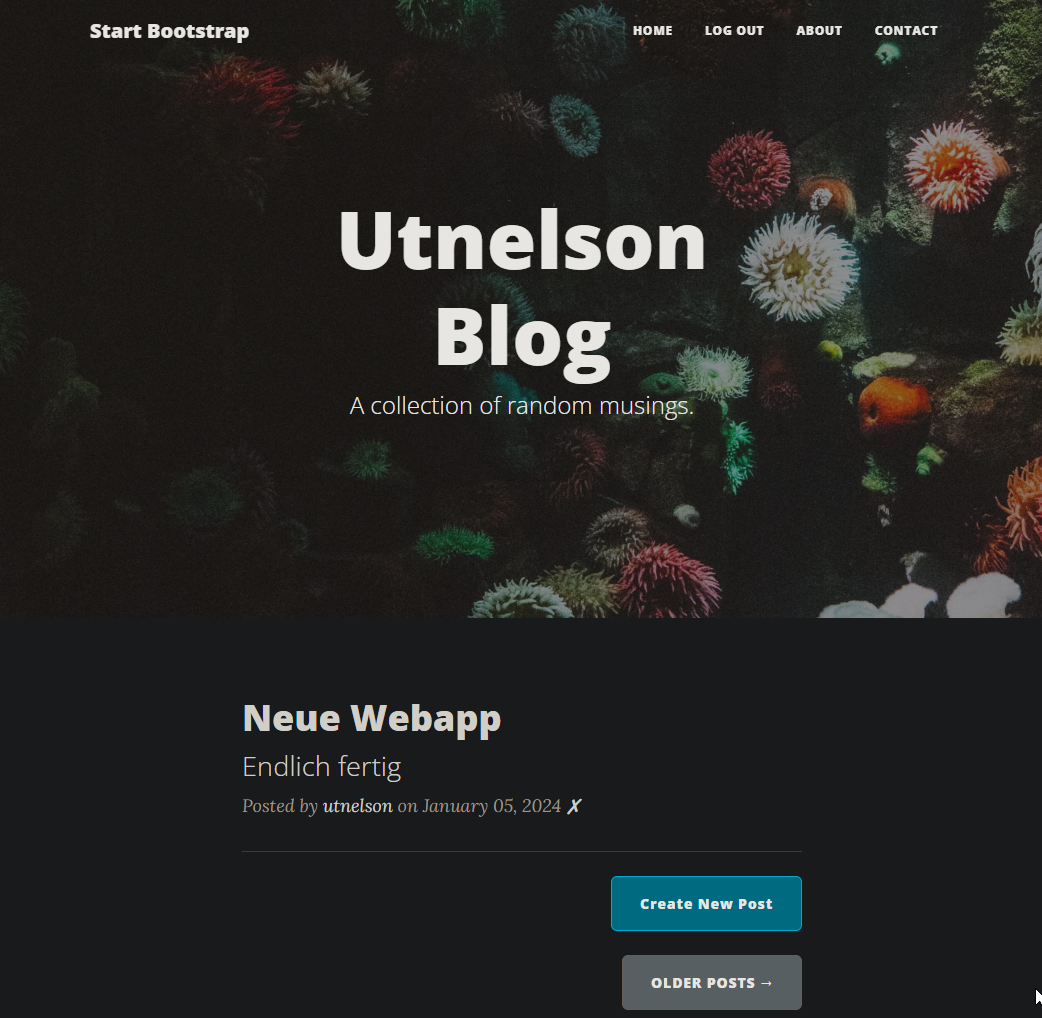 Start Bootstrap HOME LOG OUT ABOUT CONTACT
Utnelson
Blog
A collection of random musings.
Neue Webapp
Endlich fertig
Posted by utnelson on January 05, 2024 ✘
Create New Post
OLDER POSTS →